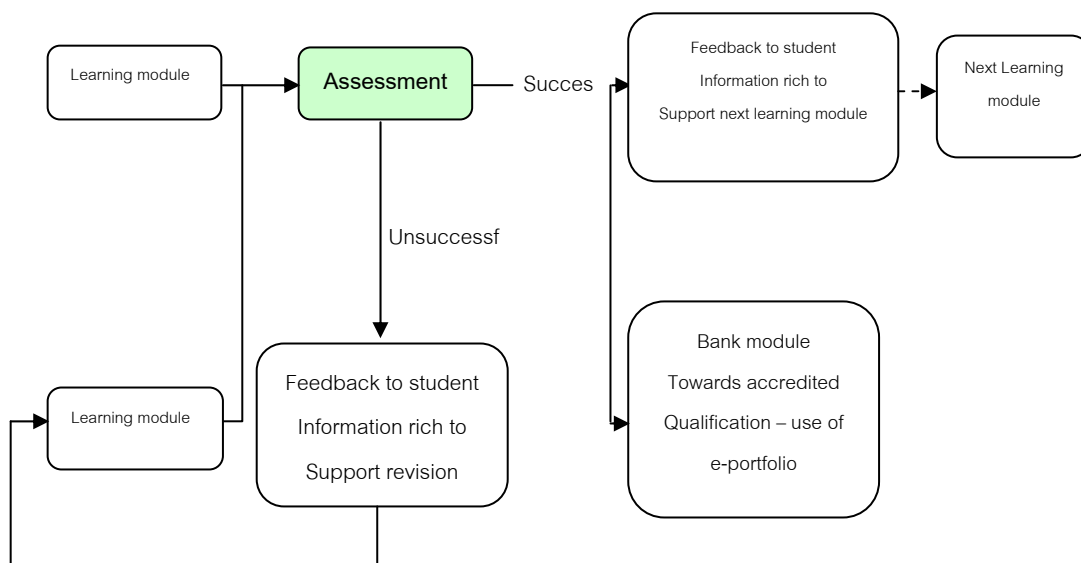 Learning module
Assessment
Succes
Feedback to student
Information rich to
Support next learning module
Next Learning
module
Unsuccessf
Learning module
Feedback to student
Information rich to
Support revision
Bank module
Towards accredited
Qualification – use of
e-portfolio